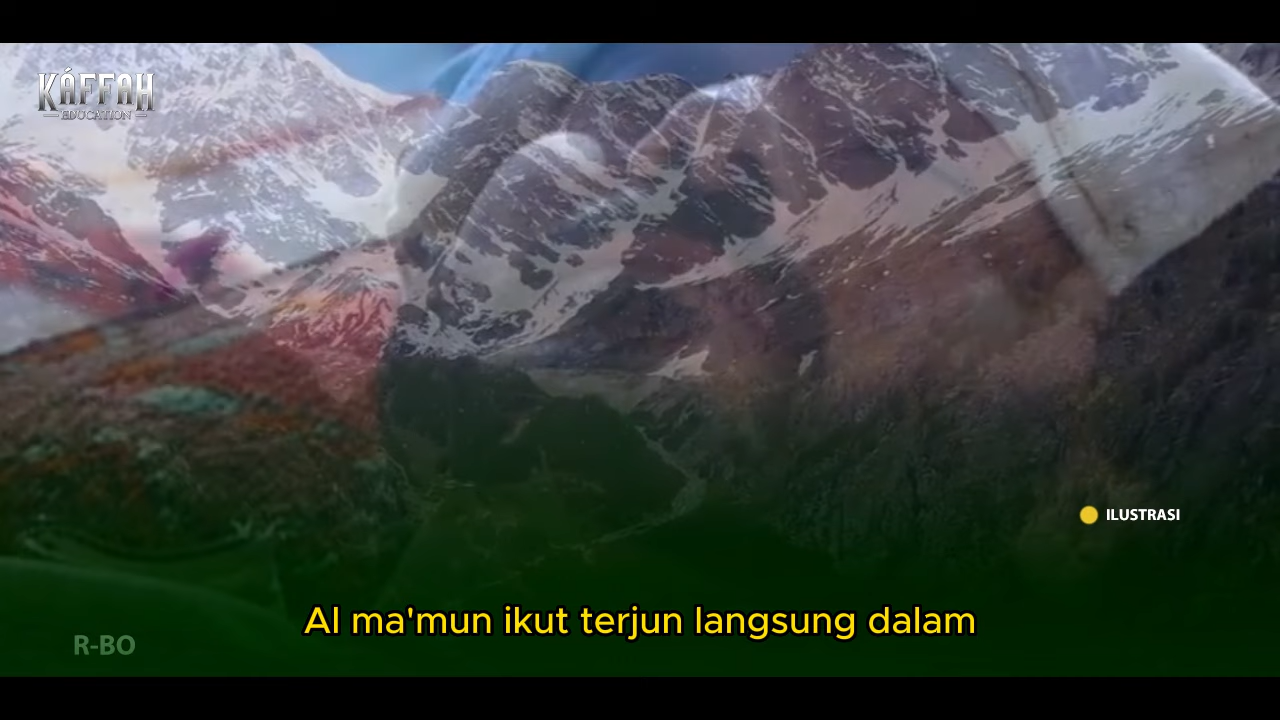 KÁFFAH
EDUCATION
ILUSTRASI
Al ma'mun ikut terjun langsung dalam
R-BO